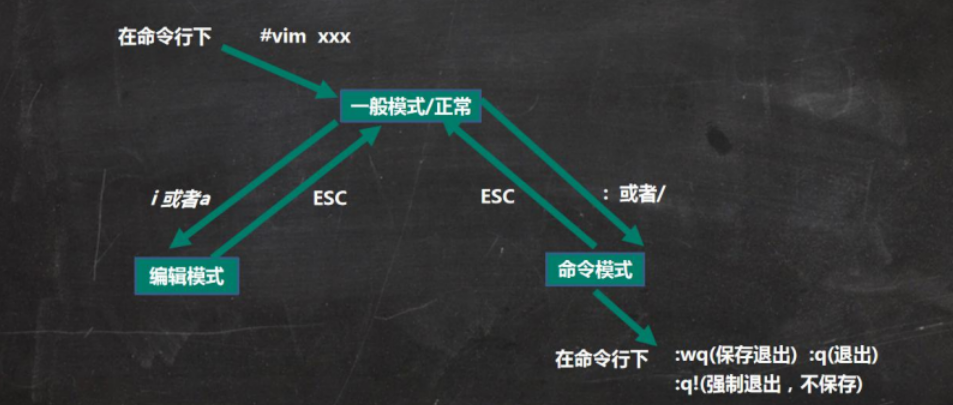 在命令行下 #vim xxx
一般模式/正常
i 或者a
ESC
ESC
: 或者/
编辑模式
命令模式
在命令行下 :wq(保存退出) :q(退出)
:q!(强制退出，不保存)